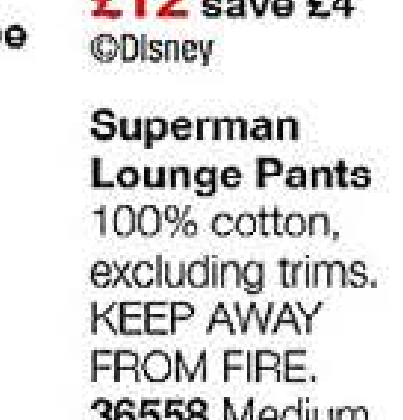 £12 save £4
©Disney
Superman
Lounge Pants
100% cotton,
excluding trims.
KEEP AWAY
FROM FIRE.
36558 Medium